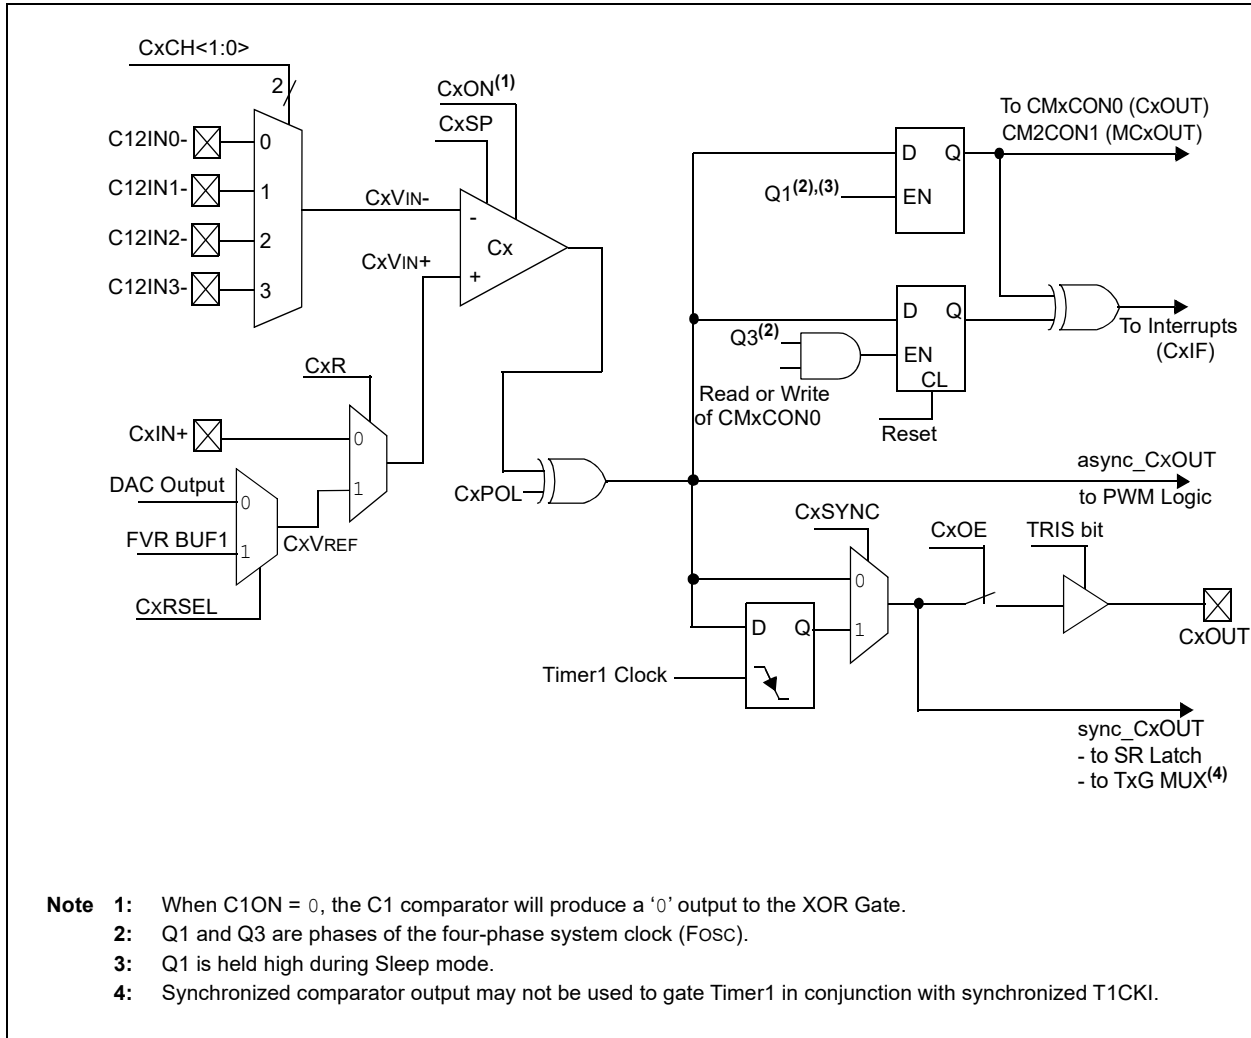 CxCH<1:0>
2
C12IN0-
0
C12IN1-
1
C12IN2-
2
C12IN3-
3
CxON(1)
CxSP
CxVIN-
-
Cx
CxVIN+
+
CxR
CxIN+
0
1
DAC Output
0
FVR BUF1
1
CxVREF
CxRSEL
CxPOL
D
Q
Q1(2),(3)
EN
To CMxCON0 (CxOUT)
CM2CON1 (MCxOUT)
D
Q
Q3(2)
EN
CL
Read or Write
of CMxCON0
Reset
To Interrupts
(CxIF)
async_CxOUT
to PWM Logic
CxSYNC
0
1
D
Q
Timer1 Clock
CxOE
TRIS bit
CxOUT
sync_CxOUT
- to SR Latch
- to TxG MUX(4)
Note 1: When C1ON = 0, the C1 comparator will produce a ‘0’ output to the XOR Gate.
2: Q1 and Q3 are phases of the four-phase system clock (FOSC).
3: Q1 is held high during Sleep mode.
4: Synchronized comparator output may not be used to gate Timer1 in conjunction with synchronized T1CKI.